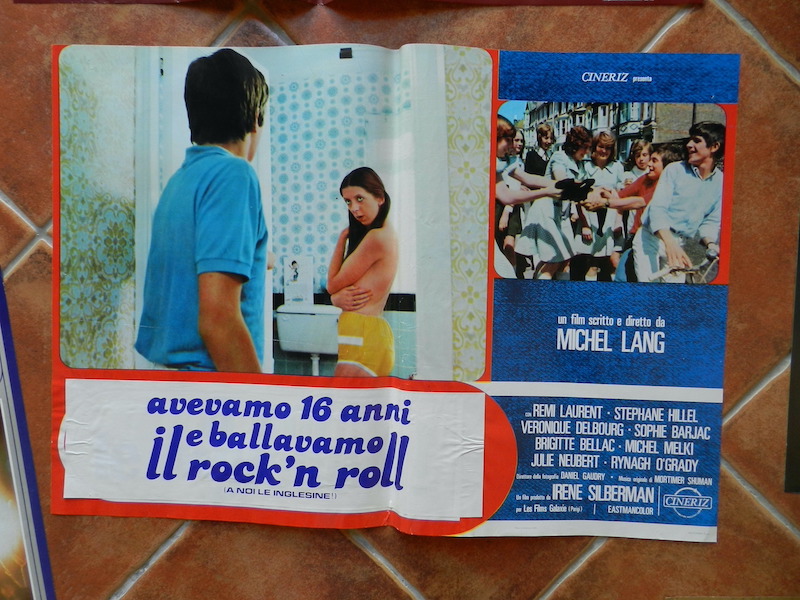 CINERIZ presenta
un film scritto e diretto da
MICHEL LANG
avevamo 16 anni
e ballavamo
il rock'n roll
(A NOI LE INGLESINE!)
con REMI LAURENT · STEPHANE HILLEL
VERONIQUE DELBOURG · SOPHIE BARJAC
BRIGITTE BELLAC · MICHEL MELKI
JULIE NEUBERT · RYNAGH O'GRADY
Direttore della fotografia DANIEL GAUDRY · Musica originale di MORTIMER SHUMAN
Un film prodotto da IRENE SILBERMAN
per Les Films Galaxie (Parigi) EASTMANCOLOR
CINERIZ